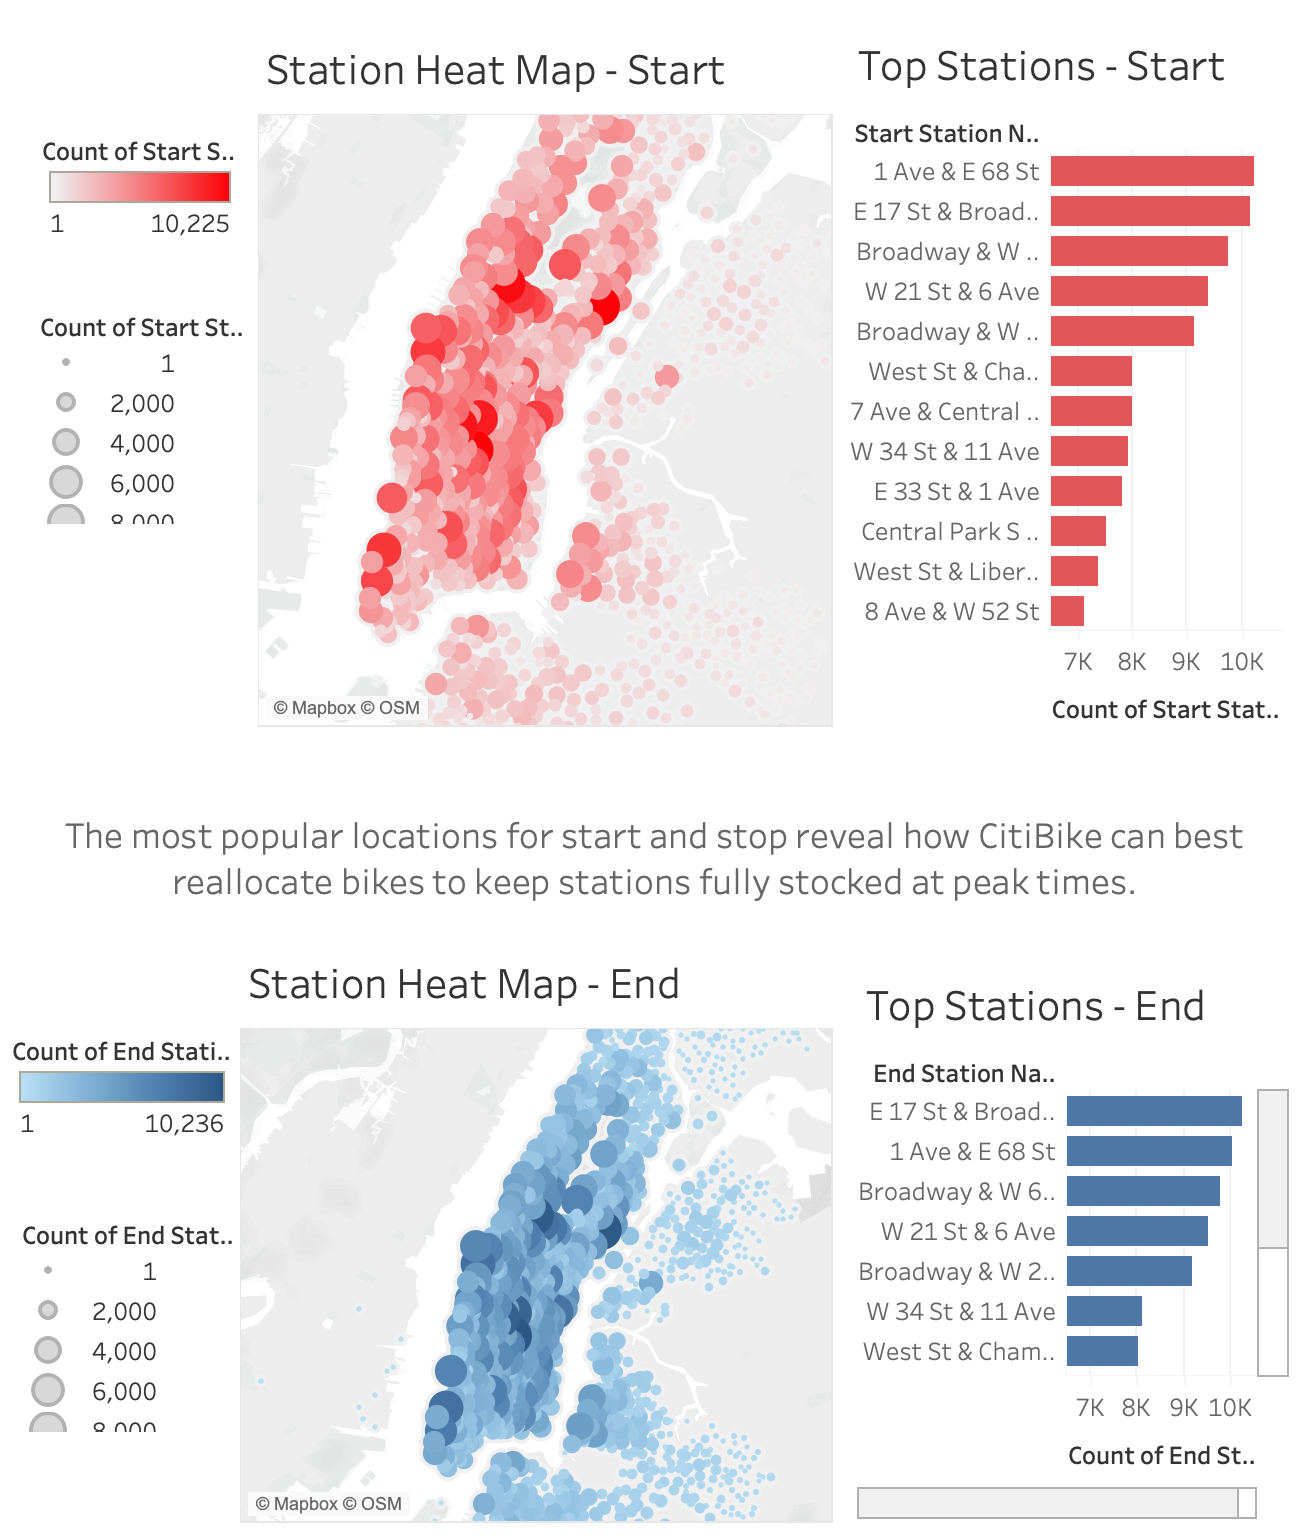 Station Heat Map - Start
Top Stations - Start
Count of Start S..
1 10,225
Count of Start St..
1
2,000
4,000
6,000
8,000
© Mapbox © OSM
Start Station N..
1 Ave & E 68 St
E 17 St & Broad..
Broadway & W ..
W 21 St & 6 Ave
Broadway & W ..
West St & Cha..
7 Ave & Central ..
W 34 St & 11 Ave
E 33 St & 1 Ave
Central Park S ..
West St & Liber..
8 Ave & W 52 St
7K 8K 9K 10K
Count of Start Stat..
The most popular locations for start and stop reveal how CitiBike can best
reallocate bikes to keep stations fully stocked at peak times.
Station Heat Map - End
Top Stations - End
Count of End Stati..
1 10,236
Count of End Stat..
1
2,000
4,000
6,000
8,000
© Mapbox © OSM
End Station Na..
E 17 St & Broad..
1 Ave & E 68 St
Broadway & W 6..
W 21 St & 6 Ave
Broadway & W 2..
W 34 St & 11 Ave
West St & Cham..
7K 8K 9K 10K
Count of End St..